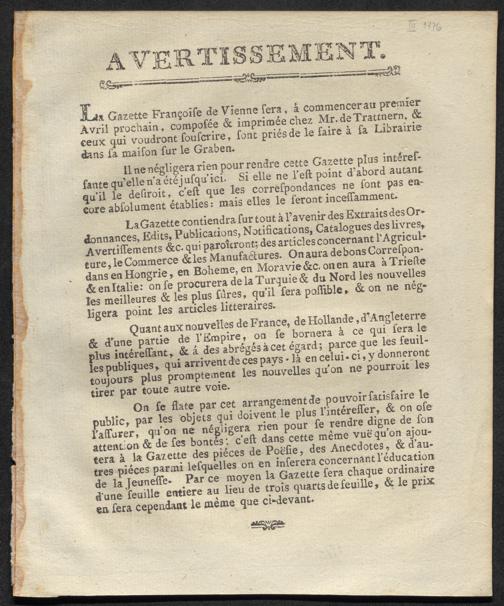 III 1776
AVERTISSEMENT.
La Gazette Françoiſe de Vienne ſera, á commencer au premier
Avril prochain, compoſée & imprimée chez Mr. de Trattnern, &
ceux qui voudront ſouſcrire, ſont priés de le faire à ſa Librairie
dans ſa maiſon ſur le Graben.
Il ne négligera rien pour rendre cette Gazette plus intéreſ-
ſante qu'elle n'a été jusqu'ici. Si elle ne l'eſt point d'abord autant
qu'il le deſiroit, c'eſt que les correſpondances ne ſont pas en-
core abſolument établies: mais elles le ſeront inceſſamment.
La Gazette contiendra ſur tout à l'avenir des Extraits des Or-
donnances, Edits, Publications, Notifications, Catalogues des livres,
Avertiſſements &c. qui paroîtront; des articles concernant l'Agricul-
ture, le Commerce & les Manufactures. On aura de bons Correſpon-
dans en Hongrie, en Boheme, en Moravie &c. on en aura à Trieſte
& en Italie: on ſe procurera de la Turquie & du Nord les nouvelles
les meilleures & les plus ſûres, qu'il ſera poſſible, & on ne nég-
ligera point les articles litteraires.
Quant aux nouvelles de France, de Hollande, d'Angleterre
& d'une partie de l'Empire, on ſe bornera à ce qui ſera le
plus intéreſſant, & á des abrégés à cet égard; parce que les feuil-
les publiques, qui arrivent de ces pays-là en celui-ci, y donneront
toujours plus promptement les nouvelles qu'on ne pourroit les
tirer par toute autre voie.
On ſe flate par cet arrangement de pouvoir ſatisfaire le
public, par les objets qui doivent le plus l'intéreſſer, & on oſe
l'aſſurer, qu'on ne négligera rien pour ſe rendre digne de ſon
attention & de ſes bontés: c'eſt dans cette même vuë qu'on ajou-
tera à la Gazette des piéces de Poëſie, des Anecdotes, & d'au-
tres piéces parmi lesquelles on en inſerera concernant l'éducation
de la Jeuneſſe. Par ce moyen la Gazette ſera chaque ordinaire
d'une feuille entiere au lieu de trois quarts de feuille, & le prix
en ſera cependant le même que ci-devant.